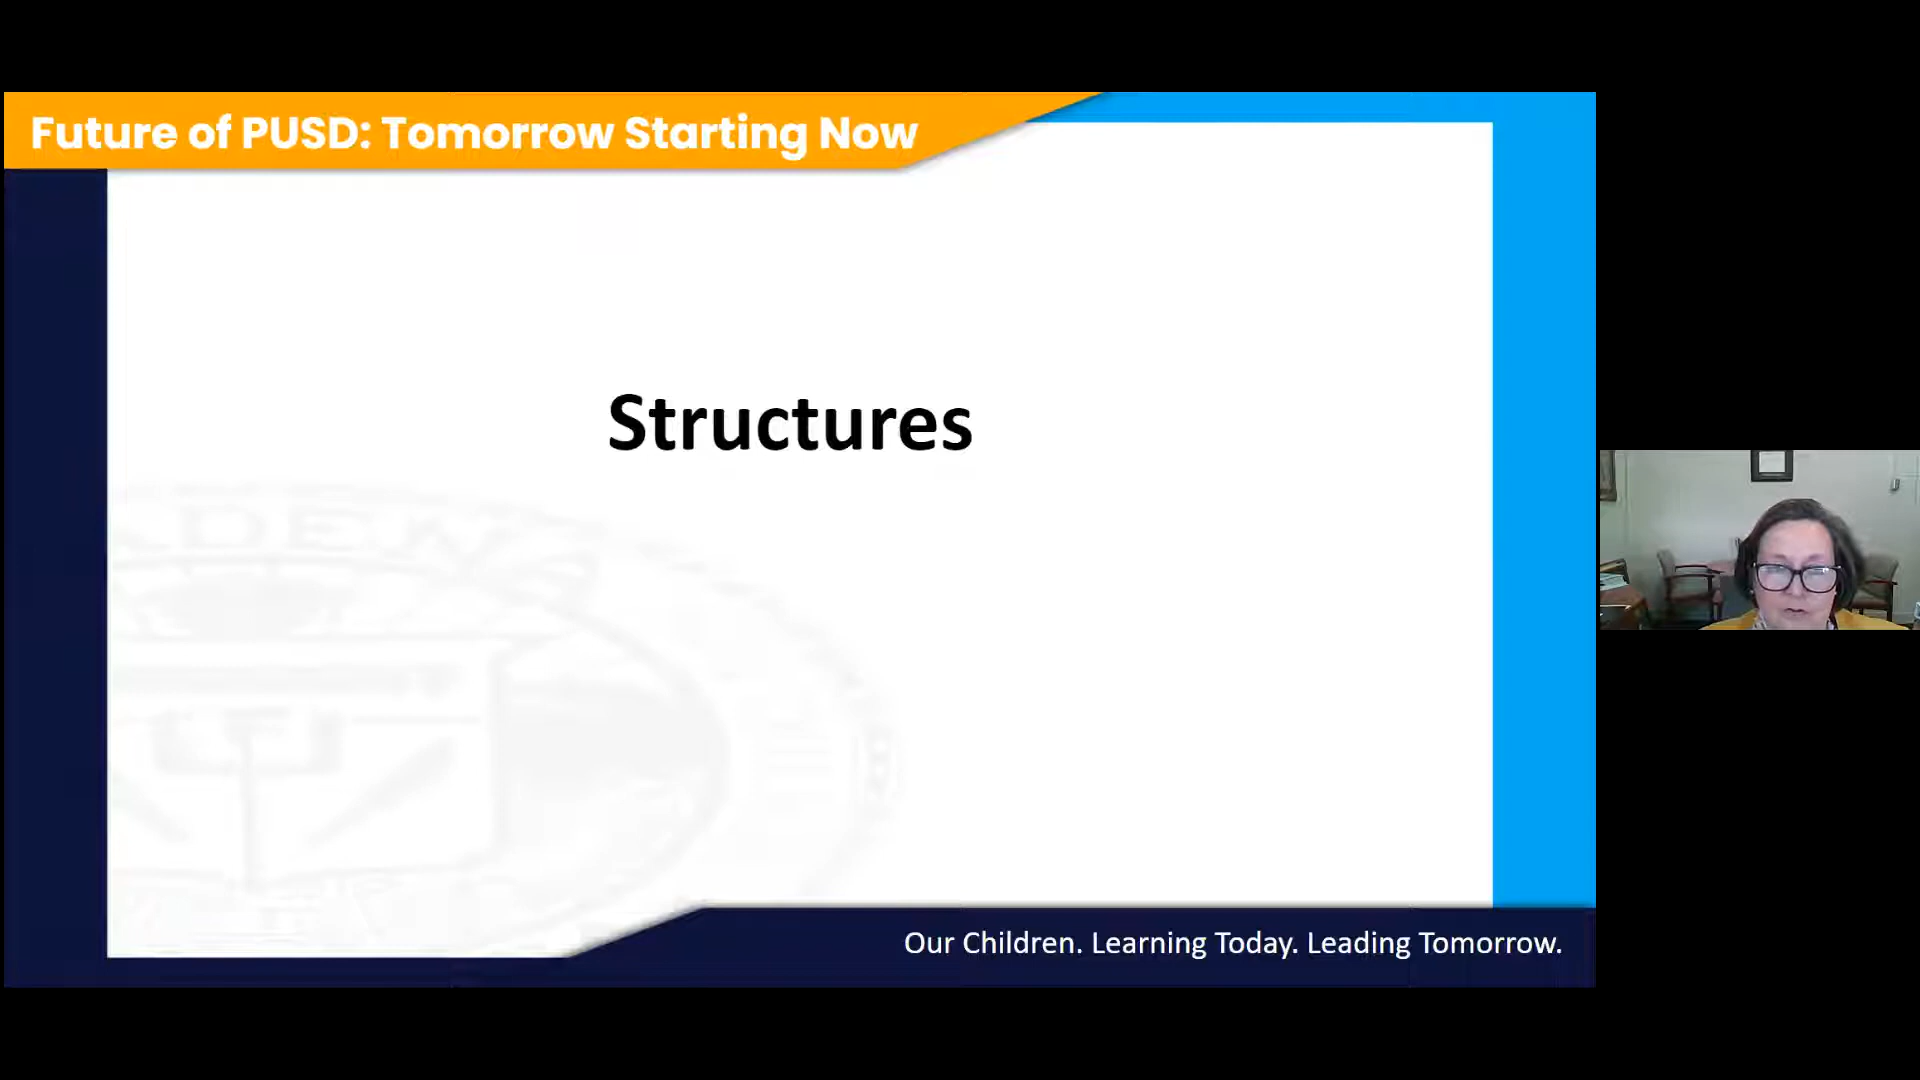 Future of PUSD: Tomorrow Starting Now
Structures
Our Children. Learning Today. Leading Tomorrow.